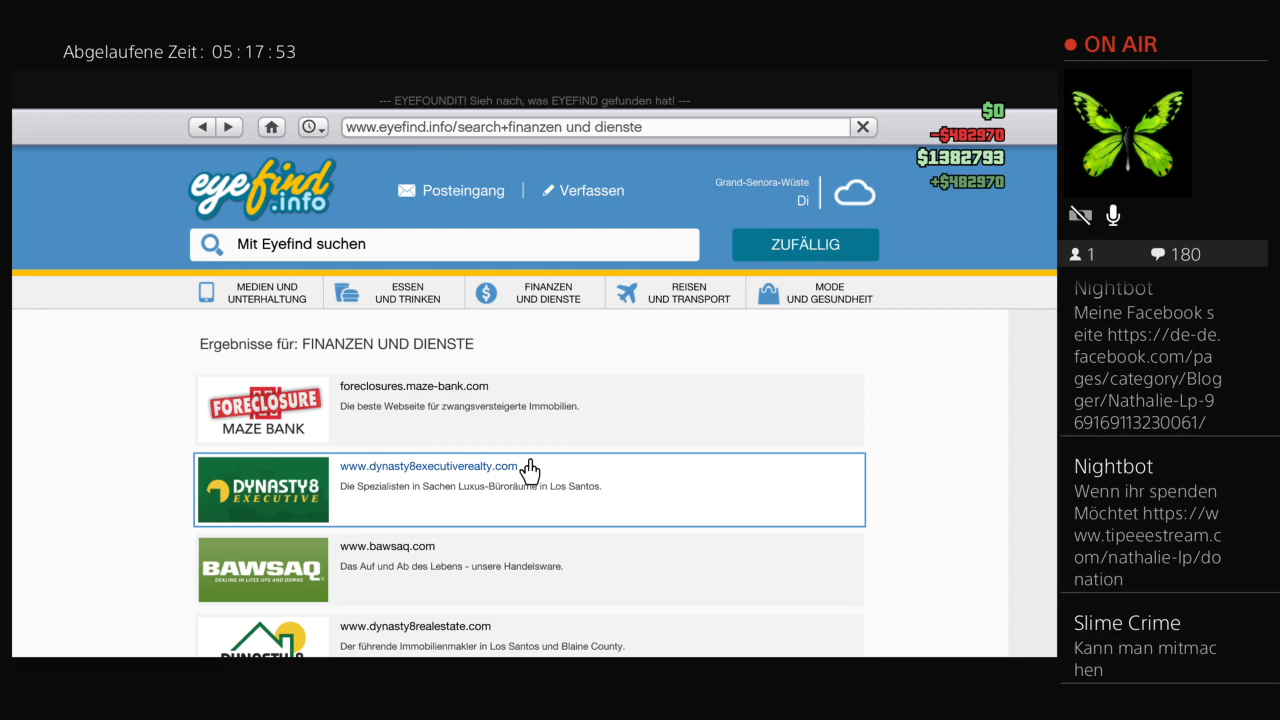 Abgelaufene Zeit: 05:17:53
ON AIR
--- EYEFOUNDIT! Sieh nach, was EYEFIND gefunden hat! ---
www.eyefind.info/search+finanzen und dienste
$0
-$482970
$1382793
+$482970
eyefind
.info
Posteingang
Verfassen
Grand-Senora-Wüste
Di
Mit Eyefind suchen
ZUFÄLLIG
MEDIEN UND
UNTERHALTUNG
ESSEN
UND TRINKEN
FINANZEN
UND DIENSTE
REISEN
UND TRANSPORT
MODE
UND GESUNDHEIT
Ergebnisse für: FINANZEN UND DIENSTE
FORECLOSURE
MAZE BANK
foreclosures.maze-bank.com
Die beste Webseite für zwangsversteigerte Immobilien.
DYNASTY8
EXECUTIVE
www.dynasty8executiverealty.com
Die Spezialisten in Sachen Luxus-Büroräume in Los Santos.
BAWSAQ
DEALING IN LIFES UPS AND DOWNS
www.bawsaq.com
Das Auf und Ab des Lebens - unsere Handelsware.
DYNASTY8
www.dynasty8realestate.com
Der führende Immobilienmakler in Los Santos und Blaine County.
1
180
Nightbot
Meine Facebook s
eite https://de-de.
facebook.com/pa
ges/category/Blog
ger/Nathalie-Lp-9
69169113230061/
Nightbot
Wenn ihr spenden
Möchtet https://w
ww.tipeeestream.c
om/nathalie-lp/do
nation
Slime Crime
Kann man mitmac
hen